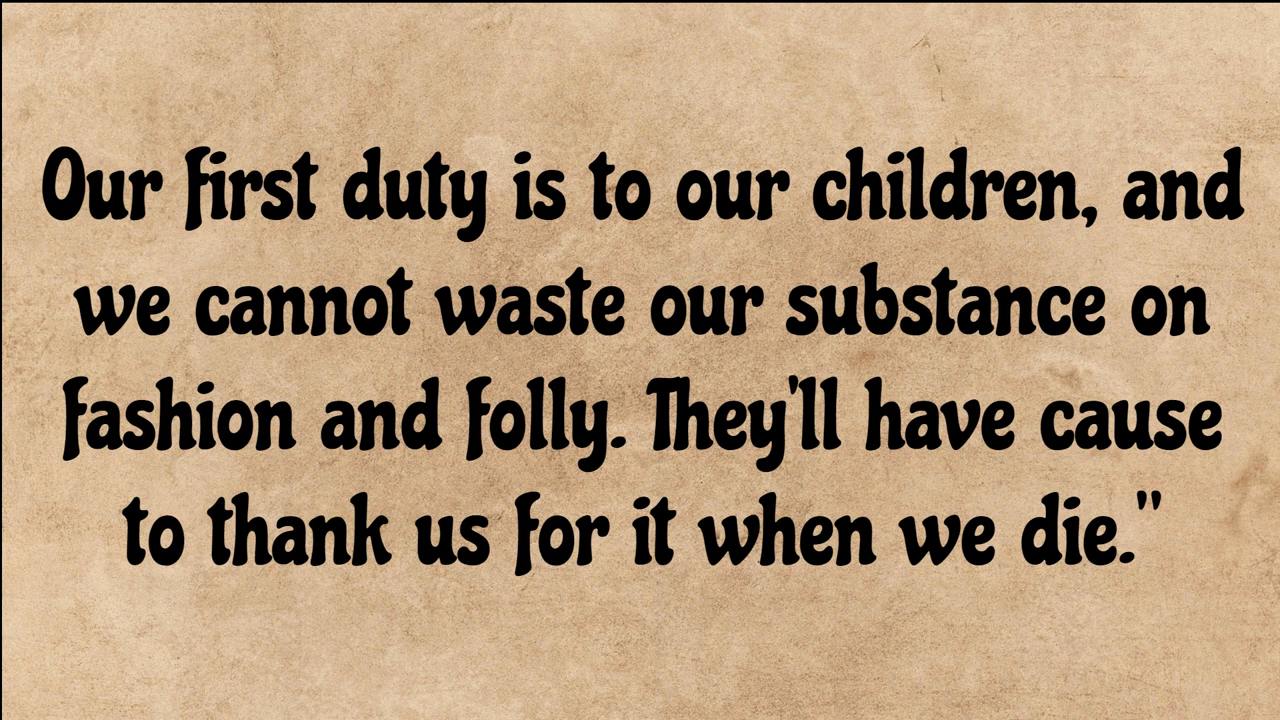 Our first duty is to our children, and
we cannot waste our substance on
fashion and folly. They'll have cause
to thank us for it when we die."